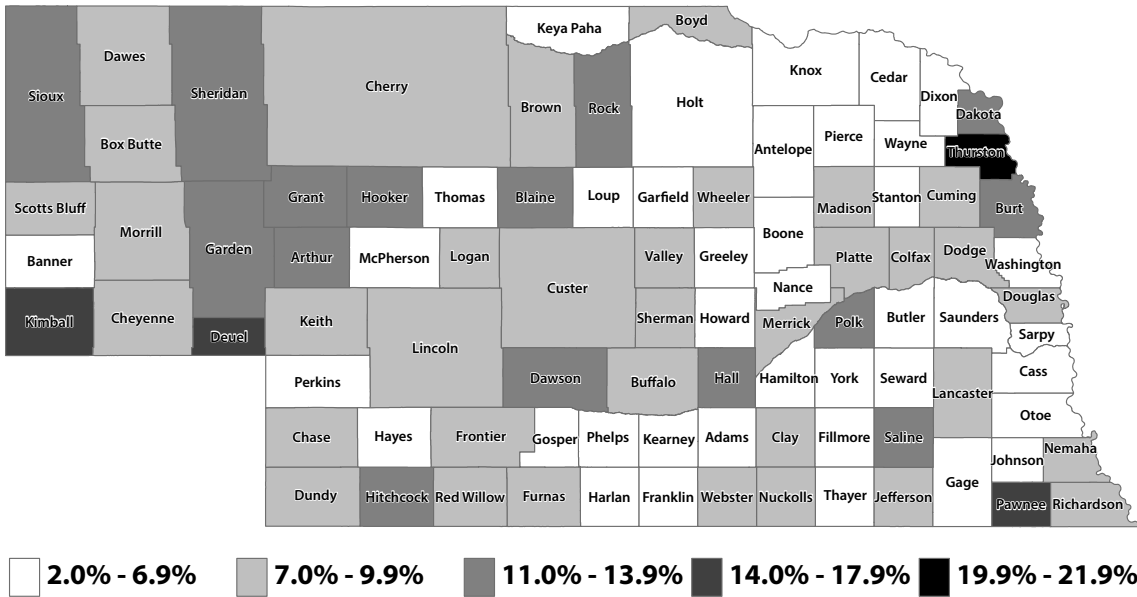 Keya Paha Boyd
Dawes
Knox Cedar
Sioux Sheridan Cherry Brown Rock Holt Dixon
Dakota
Box Butte Antelope Pierce Wayne
Thurston
Scotts Bluff Grant Hooker Thomas Blaine Loup Garfield Wheeler Madison Stanton Cuming Burt
Morrill Garden Boone
Banner Arthur McPherson Logan Valley Greeley Platte Colfax Dodge Washington
Custer Nance
Kimball Cheyenne Deuel Keith Sherman Howard Merrick Polk Butler Saunders Douglas
Lincoln Sarpy
Perkins Dawson Buffalo Hall Hamilton York Seward Cass
Lancaster
Otoe
Chase Hayes Frontier Gosper Phelps Kearney Adams Clay Fillmore Saline
Johnson Nemaha
Dundy Hitchcock Red Willow Furnas Harlan Franklin Webster Nuckolls Thayer Jefferson Gage Pawnee Richardson
2.0% - 6.9% 7.0% - 9.9% 11.0% - 13.9% 14.0% - 17.9% 19.9% - 21.9%